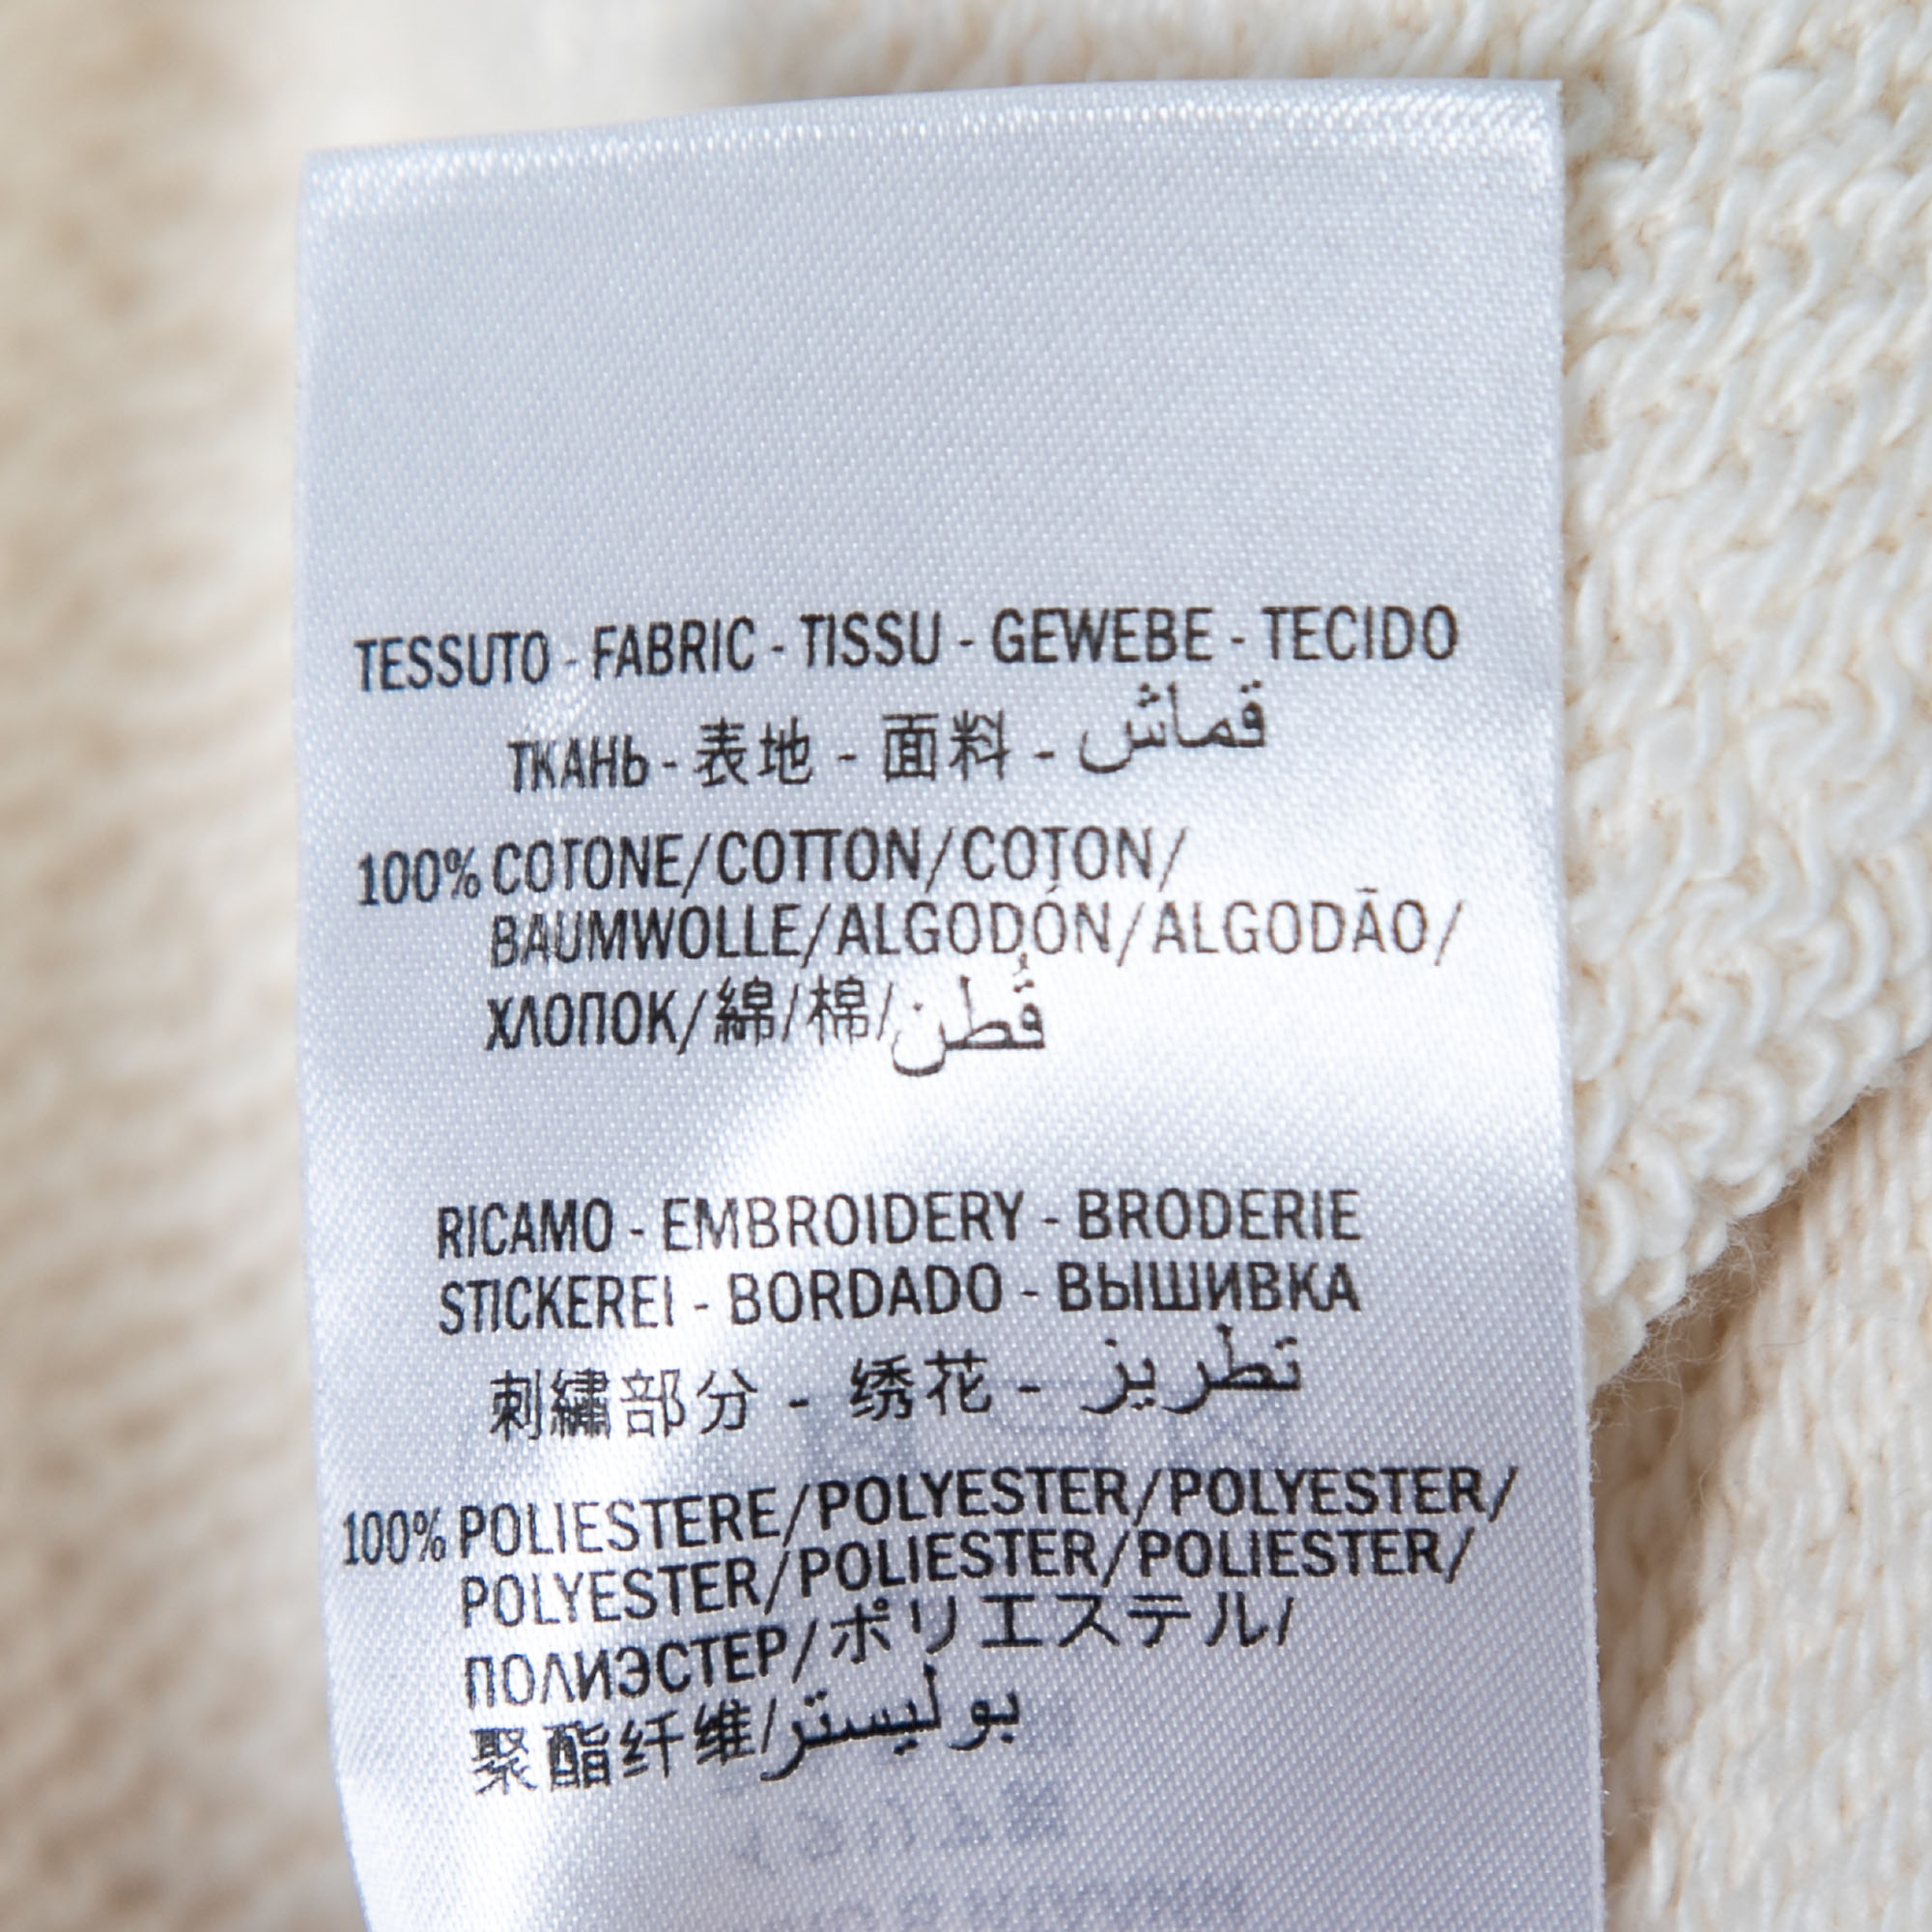 TESSUTO - FABRIC - TISSU - GEWEBE - TECIDO
ТКАНЬ - 表地 - 面料 - قماش
100% COTONE/COTTON/COTON/
BAUMWOLLE/ALGODÓN/ALGODÃO/
ХЛОПОК/綿/棉/قُطن
RICAMO - EMBROIDERY - BRODERIE
STICKEREI - BORDADO - ВЫШИВКА
刺繍部分 - 绣花 - تطريز
100% POLIESTERE/POLYESTER/POLYESTER/
POLYESTER/POLIESTER/POLIESTER/
ПОЛИЭСТЕР/ポリエステル/
聚酯纤维/بوليستر